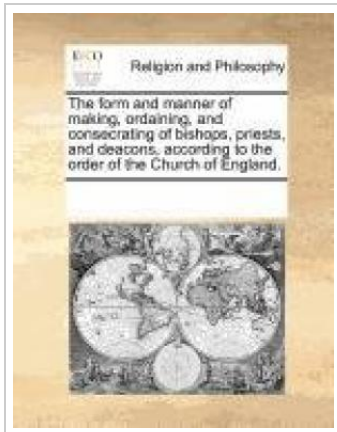 ECCO
Religion and Philosophy
The form and manner of
making, ordaining, and
consecrating of bishops, priests,
and deacons, according to the
order of the Church of England.